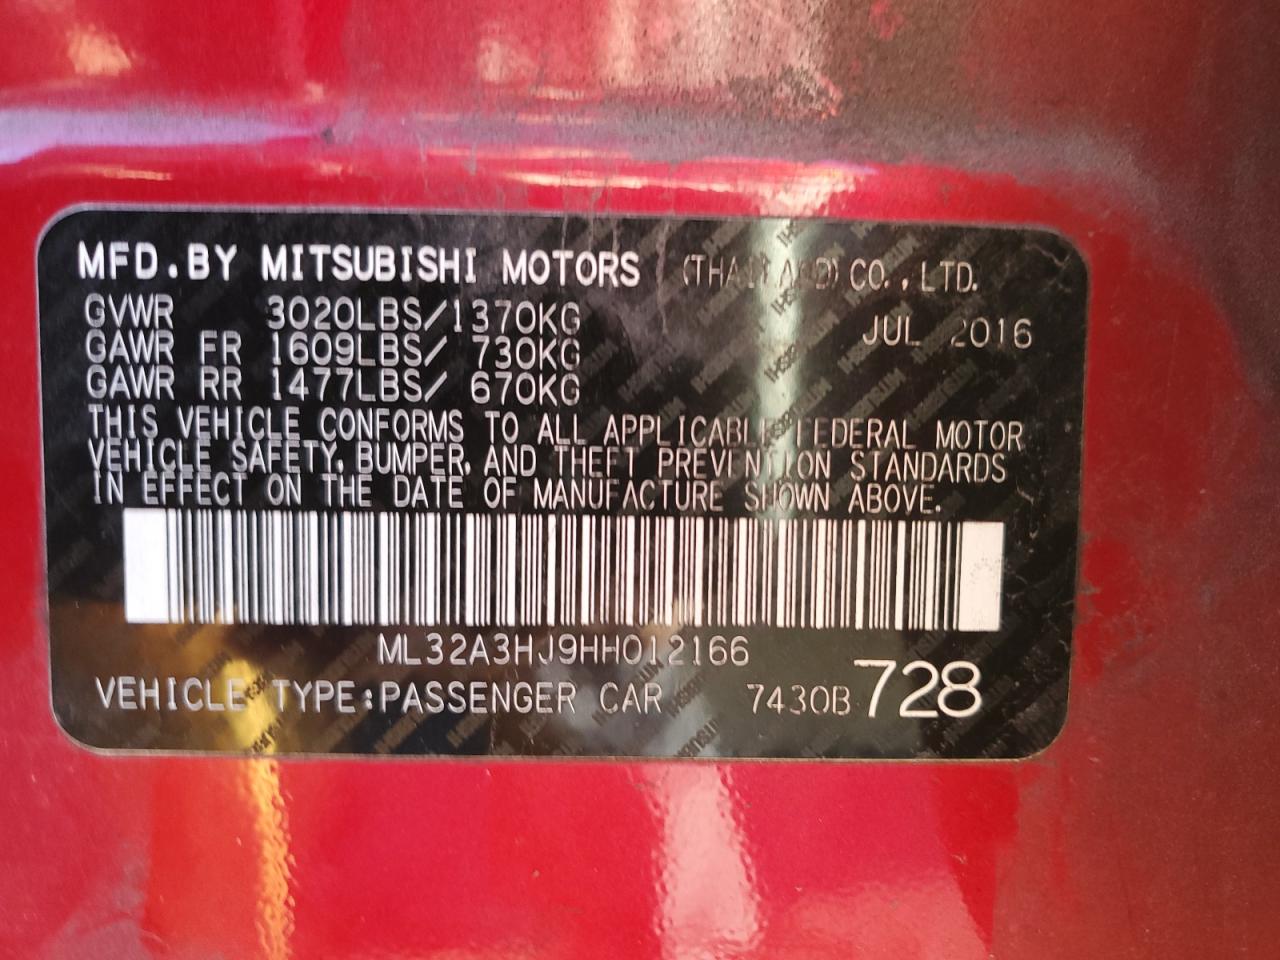 MFD.BY MITSUBISHI MOTORS (THAILAND) CO.,LTD.
GVWR 3020LBS/1370KG JUL 2016
GAWR FR 1609LBS/ 730KG
GAWR RR 1477LBS/ 670KG
THIS VEHICLE CONFORMS TO ALL APPLICABLE FEDERAL MOTOR
VEHICLE SAFETY, BUMPER, AND THEFT PREVENTION STANDARDS
IN EFFECT ON THE DATE OF MANUFACTURE SHOWN ABOVE.
ML32A3HJ9HH012166
VEHICLE TYPE:PASSENGER CAR 7430B728